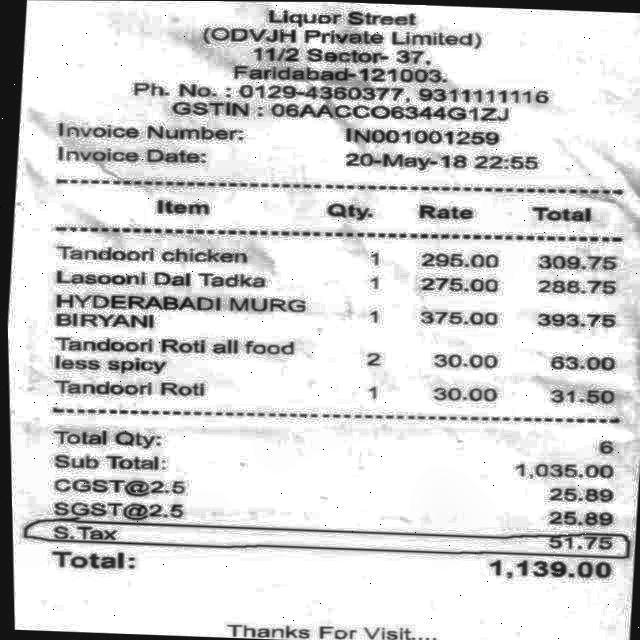 Liquor Street
(ODVJH Private Limited)
11/2 Sector- 37,
Faridabad-121003.
Ph. No. : 0129-4360377, 9311111116
GSTIN : 06AACCO6344G1ZJ
Invoice Number: IN001001259
Invoice Date: 20-May-18 22:55
Item Qty. Rate Total
Tandoori chicken 1 295.00 309.75
Lasooni Dal Tadka 1 275.00 288.75
HYDERABADI MURG
BIRYANI 1 375.00 393.75
Tandoori Roti all food
less spicy 2 30.00 63.00
Tandoori Roti 1 30.00 31.50
Total Qty: 6
Sub Total: 1,035.00
CGST@2.5 25.89
SGST@2.5 25.89
S.Tax 51.75
Total: 1,139.00
Thanks For Visit....